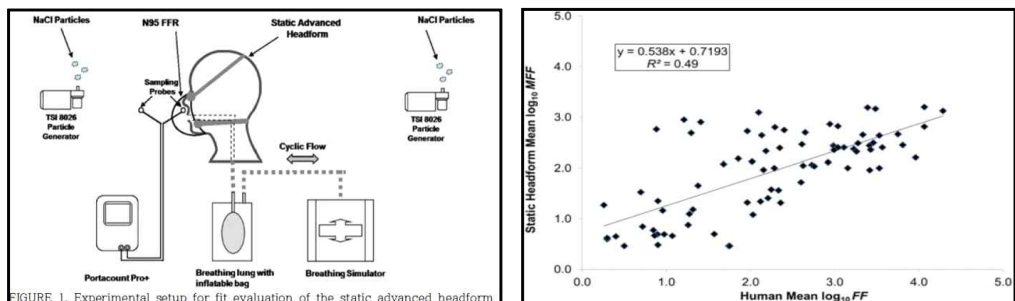 NaCl Particles
N95 FFR
Static Advanced
Headform
NaCl Particles
Sampling
Probes
TSI 8026
Particle
Generator
TSI 8026
Particle
Generator
Cyclic Flow
Portacount Pro+
Breathing lung with
inflatable bag
Breathing Simulator
FIGURE 1. Experimental setup for fit evaluation of the static advanced headform
5.0
4.0
3.0
2.0
1.0
0.0
Static Headform Mean log10 MFF
y = 0.538x + 0.7193
R² = 0.49
0.0 1.0 2.0 3.0 4.0 5.0
Human Mean log10 FF